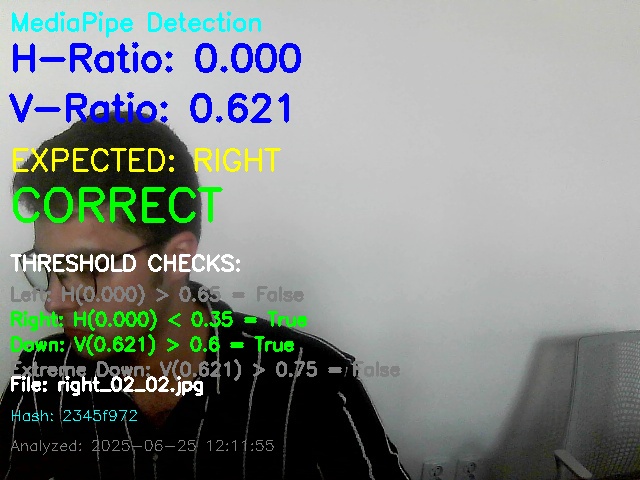 MediaPipe Detection
H-Ratio: 0.000
V-Ratio: 0.621
EXPECTED: RIGHT
CORRECT
THRESHOLD CHECKS:
Left: H(0.000) > 0.65 = False
Right: H(0.000) < 0.35 = True
Down: V(0.621) > 0.6 = True
Extreme Down: V(0.621) > 0.75 = False
File: right_02_02.jpg
Hash: 2345f972
Analyzed: 2025-06-25 12:11:55